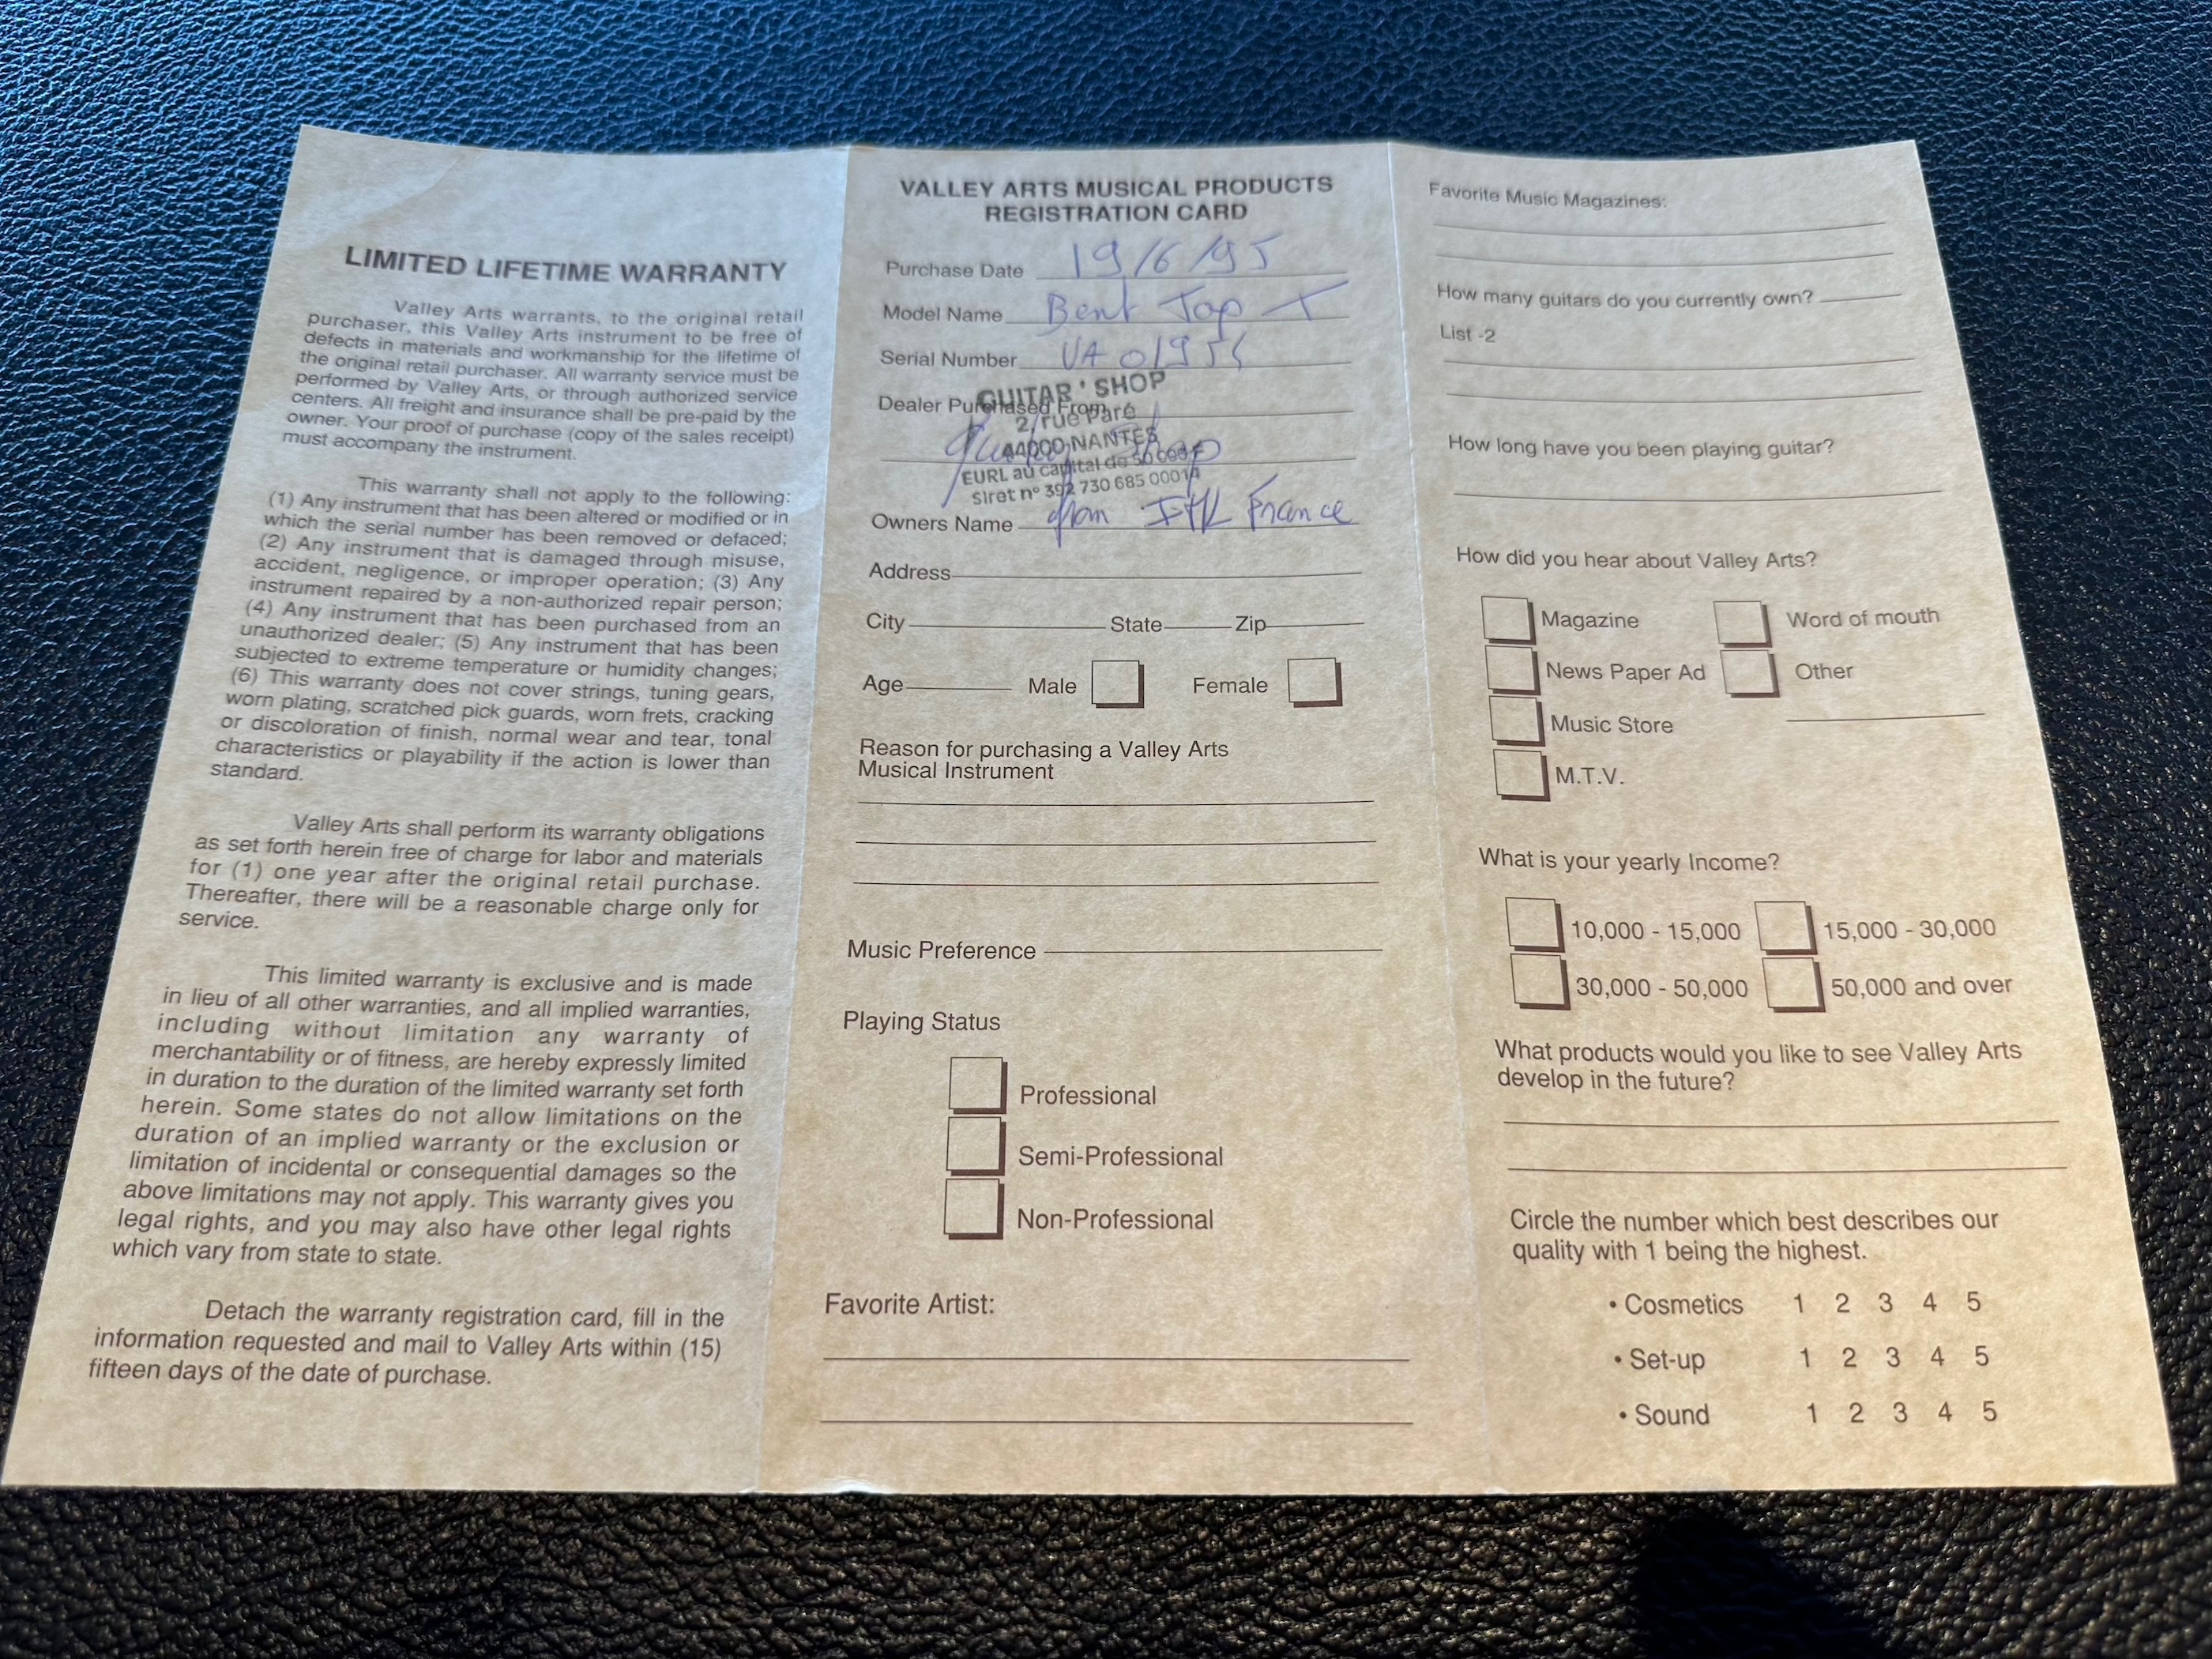 LIMITED LIFETIME WARRANTY
Valley Arts warrants, to the original retail
purchaser, this Valley Arts instrument to be free of
defects in materials and workmanship for the lifetime of
the original retail purchaser. All warranty service must be
performed by Valley Arts, or through authorized service
centers. All freight and insurance shall be pre-paid by the
owner. Your proof of purchase (copy of the sales receipt)
must accompany the instrument.
This warranty shall not apply to the following:
(1) Any instrument that has been altered or modified or in
which the serial number has been removed or defaced;
(2) Any instrument that is damaged through misuse,
accident, negligence, or improper operation; (3) Any
instrument repaired by a non-authorized repair person;
(4) Any instrument that has been purchased from an
unauthorized dealer; (5) Any instrument that has been
subjected to extreme temperature or humidity changes;
(6) This warranty does not cover strings, tuning gears,
worn plating, scratched pick guards, worn frets, cracking
or discoloration of finish, normal wear and tear, tonal
characteristics or playability if the action is lower than
standard.
Valley Arts shall perform its warranty obligations
as set forth herein free of charge for labor and materials
for (1) one year after the original retail purchase.
Thereafter, there will be a reasonable charge only for
service.
This limited warranty is exclusive and is made
in lieu of all other warranties, and all implied warranties,
including without limitation any warranty of
merchantability or of fitness, are hereby expressly limited
in duration to the duration of the limited warranty set forth
herein. Some states do not allow limitations on the
duration of an implied warranty or the exclusion or
limitation of incidental or consequential damages so the
above limitations may not apply. This warranty gives you
legal rights, and you may also have other legal rights
which vary from state to state.
Detach the warranty registration card, fill in the
information requested and mail to Valley Arts within (15)
fifteen days of the date of purchase.
VALLEY ARTS MUSICAL PRODUCTS
REGISTRATION CARD
Purchase Date 19/6/95
Model Name Bent Top T
Serial Number
Dealer Purchased From
GUITAR'SHOP
2, rue Paré
44000 NANTES
EURL au capital de 50 000 F
Siret n° 392 730 685 00014
Guitar Shop
Owners Name from France
Address
City State Zip
Age Male Female
Reason for purchasing a Valley Arts
Musical Instrument
Music Preference
Playing Status
Professional
Semi-Professional
Non-Professional
Favorite Artist:
Favorite Music Magazines:
How many guitars do you currently own?
List -2
How long have you been playing guitar?
How did you hear about Valley Arts?
Magazine Word of mouth
News Paper Ad Other
Music Store
M.T.V.
What is your yearly Income?
10,000 - 15,000 15,000 - 30,000
30,000 - 50,000 50,000 and over
What products would you like to see Valley Arts
develop in the future?
Circle the number which best describes our
quality with 1 being the highest.
• Cosmetics 1 2 3 4 5
• Set-up 1 2 3 4 5
• Sound 1 2 3 4 5